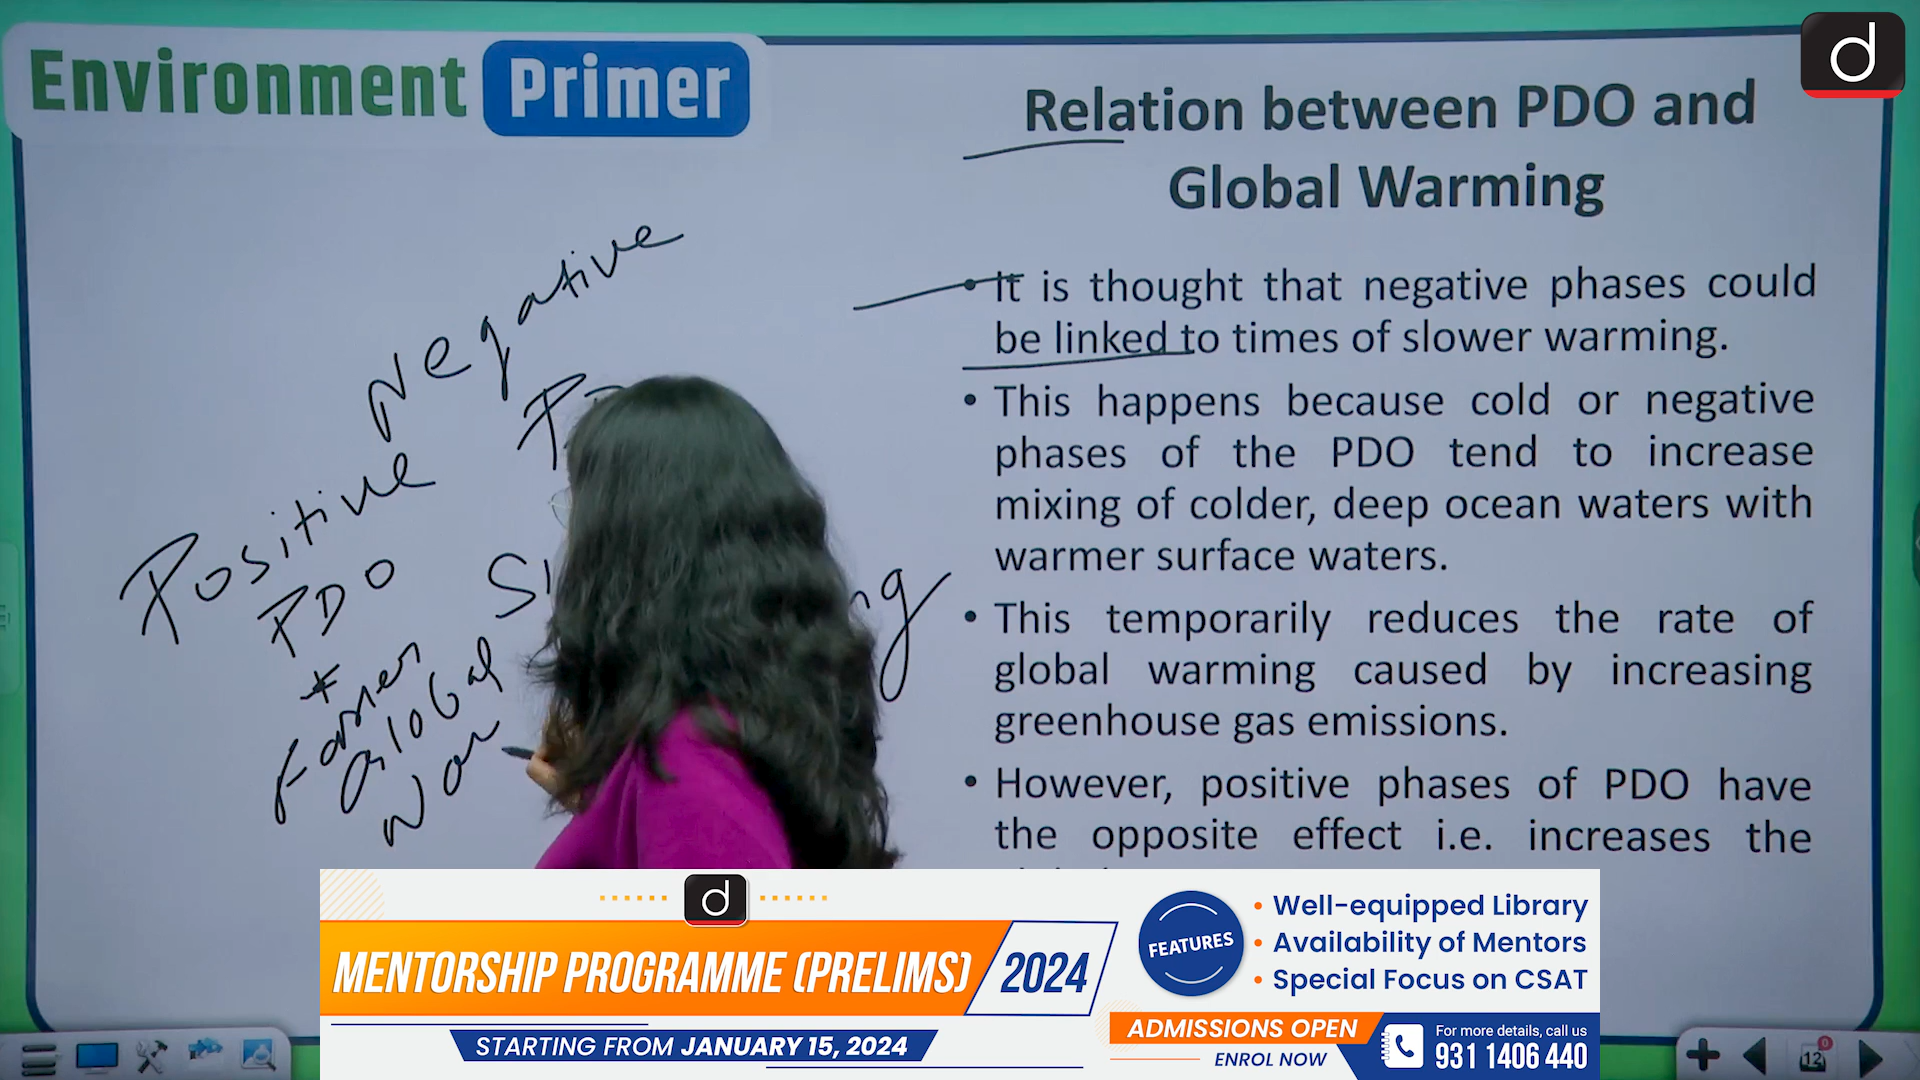 Environment Primer
d
Relation between PDO and
Global Warming
• It is thought that negative phases could
be linked to times of slower warming.
• This happens because cold or negative
phases of the PDO tend to increase
mixing of colder, deep ocean waters with
warmer surface waters.
• This temporarily reduces the rate of
global warming caused by increasing
greenhouse gas emissions.
• However, positive phases of PDO have
the opposite effect i.e. increases the
Negative
Positive
PDO
Global
d
MENTORSHIP PROGRAMME (PRELIMS) 2024
STARTING FROM JANUARY 15, 2024
FEATURES
• Well-equipped Library
• Availability of Mentors
• Special Focus on CSAT
ADMISSIONS OPEN
ENROL NOW
For more details, call us
931 1406 440
12
0